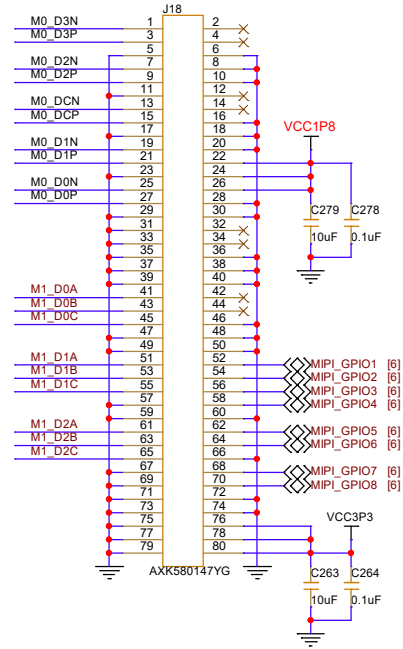 J18
M0_D3N 1 2
M0_D3P 3 4
5 6
M0_D2N 7 8
M0_D2P 9 10
11 12
M0_DCN 13 14
M0_DCP 15 16
17 18
M0_D1N 19 20
M0_D1P 21 22
23 24
M0_D0N 25 26
M0_D0P 27 28
29 30
31 32
33 34
35 36
37 38
39 40
M1_D0A 41 42
M1_D0B 43 44
M1_D0C 45 46
47 48
49 50
M1_D1A 51 52 MIPI_GPIO1 [6]
M1_D1B 53 54 MIPI_GPIO2 [6]
M1_D1C 55 56 MIPI_GPIO3 [6]
57 58 MIPI_GPIO4 [6]
59 60
M1_D2A 61 62 MIPI_GPIO5 [6]
M1_D2B 63 64 MIPI_GPIO6 [6]
M1_D2C 65 66
67 68 MIPI_GPIO7 [6]
69 70 MIPI_GPIO8 [6]
71 72
73 74
75 76
77 78
79 80
AXK580147YG
VCC1P8
C279 C278
10uF 0.1uF
VCC3P3
C263 C264
10uF 0.1uF